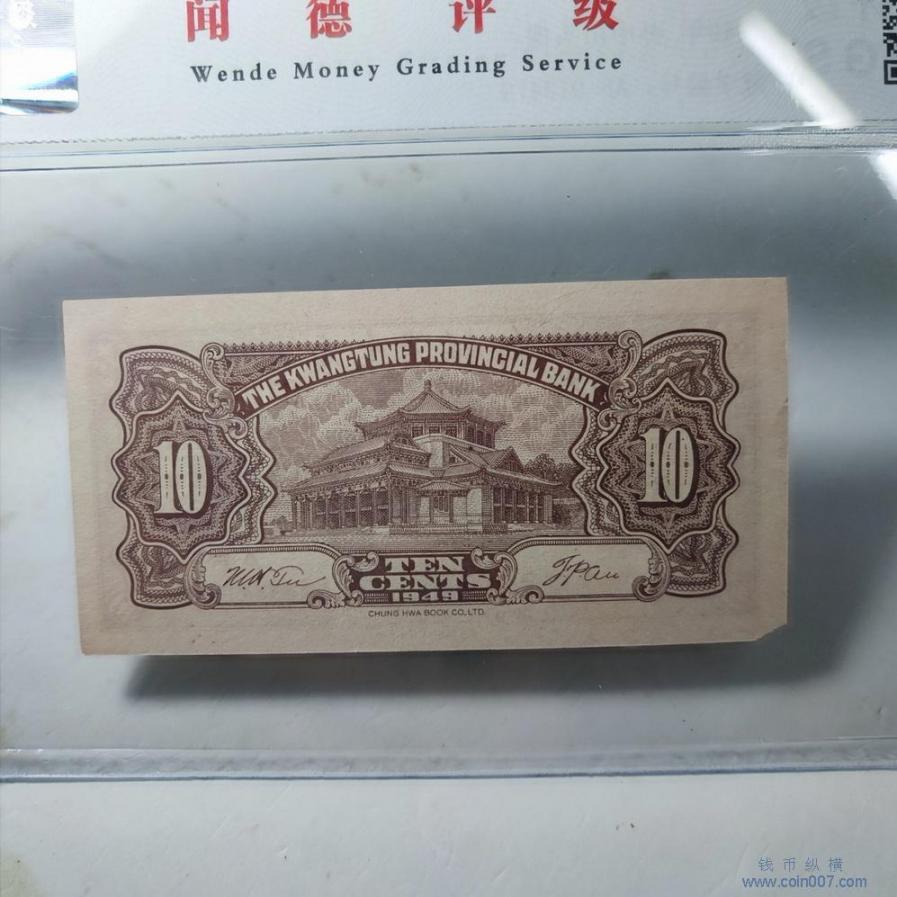 闻德评级
Wende Money Grading Service
THE KWANGTUNG PROVINCIAL BANK
10
10
TEN
CENTS
1949
CHUNG HWA BOOK CO., LTD.
钱币纵横
www.coin007.com